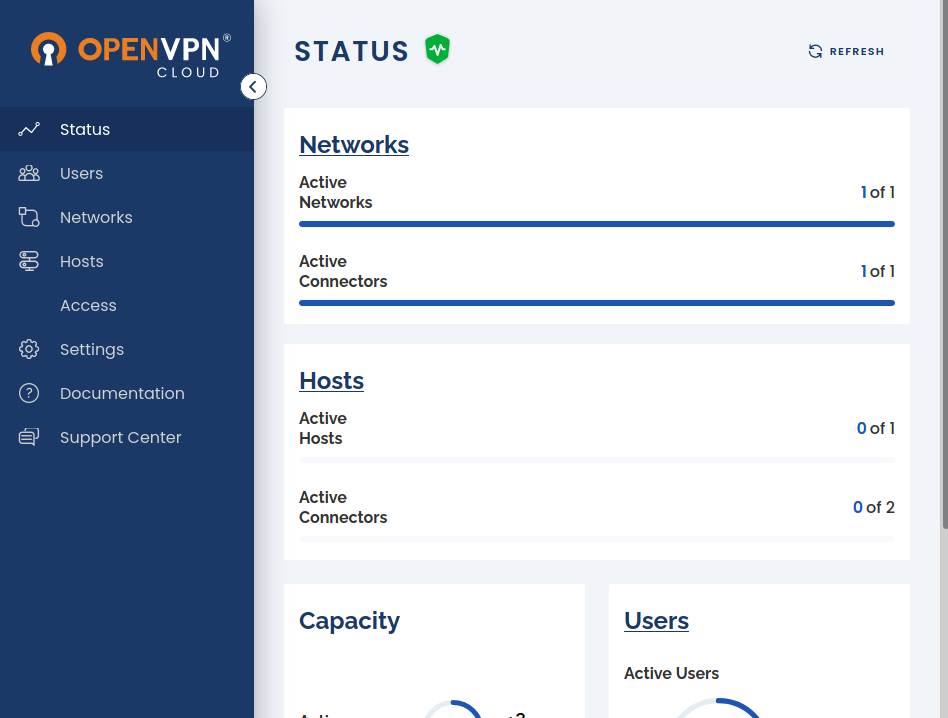 OPENVPN®
CLOUD
Status
Users
Networks
Hosts
Access
Settings
Documentation
Support Center
STATUS
REFRESH
Networks
Active
Networks
1 of 1
Active
Connectors
1 of 1
Hosts
Active
Hosts
0 of 1
Active
Connectors
0 of 2
Capacity
Users
Active Users